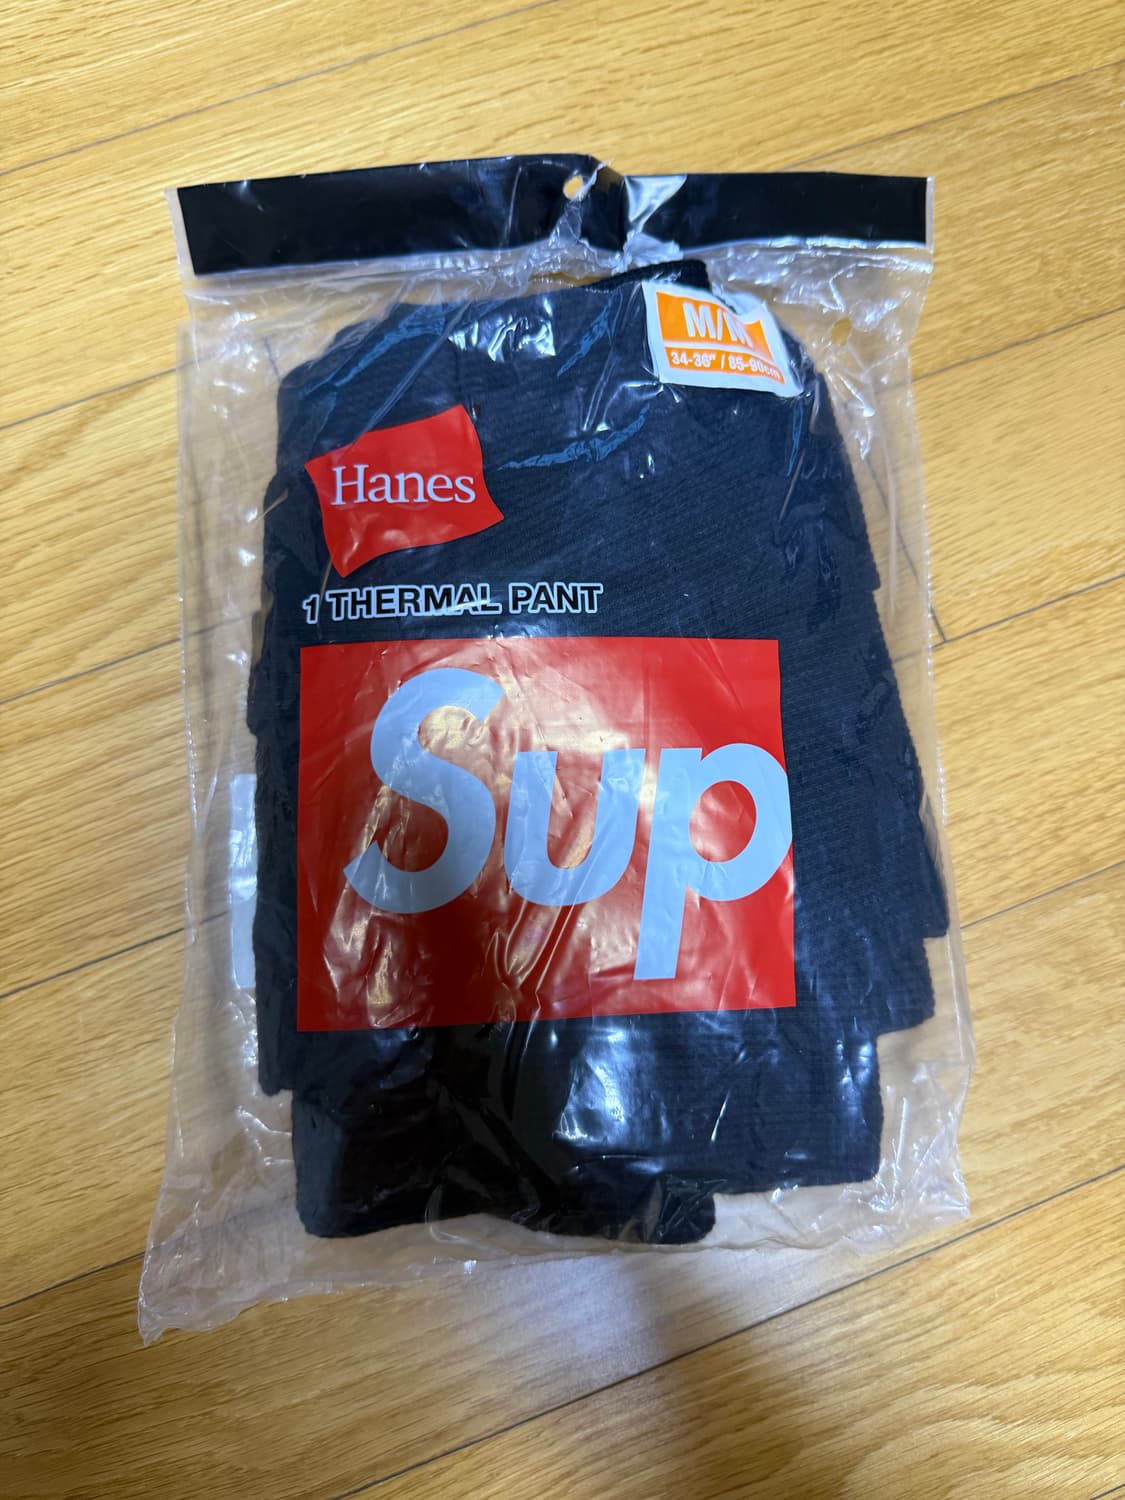 M/M
34-36" / 85-90cm
Hanes
1 THERMAL PANT
Sup